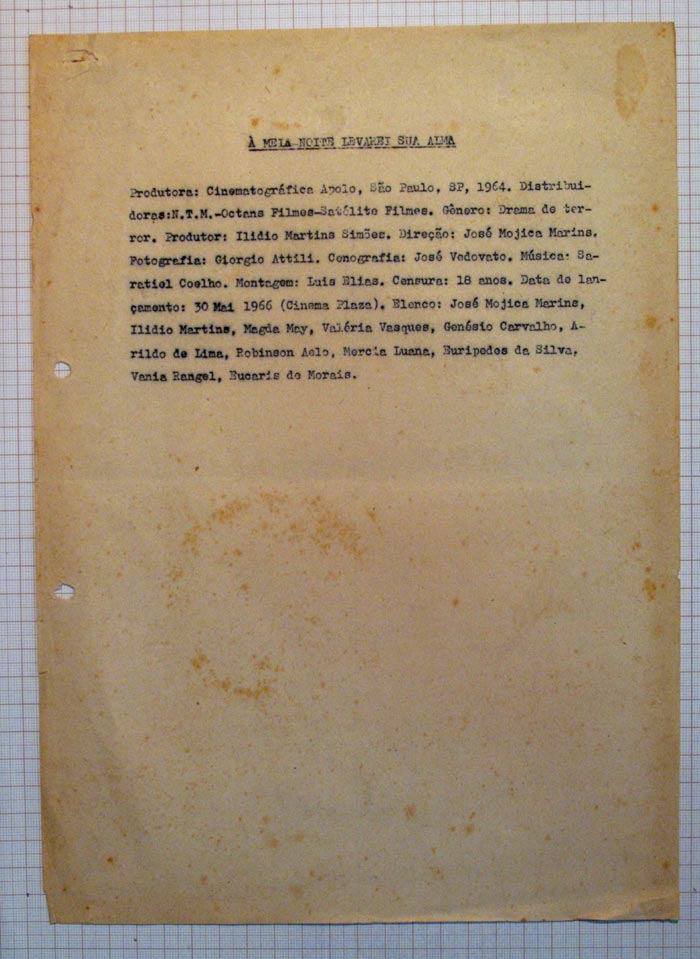 À MEIA NOITE LEVAREI SUA ALMA
Produtora: Cinematográfica Apolo, São Paulo, SP, 1964. Distribui-
doras:N.T.M.-Octans Filmes-Satélite Filmes. Gênero: Drama de ter-
ror. Produtor: Ilidio Martins Simões. Direção: José Mojica Marins.
Fotografia: Giorgio Attili. Cenografia: José Vedovato. Música: Sa-
ratiel Coelho. Montagem: Luis Elias. Censura: 18 anos. Data de lan-
çamento: 30 Mai 1966 (Cinema Plaza). Elenco: José Mojica Marins,
Ilidio Martins, Magda May, Valéria Vasques, Genésio Carvalho, A-
rildo de Lima, Robinson Aelo, Mercia Luana, Euripedes da Silva,
Vania Rangel, Eucaris de Morais.